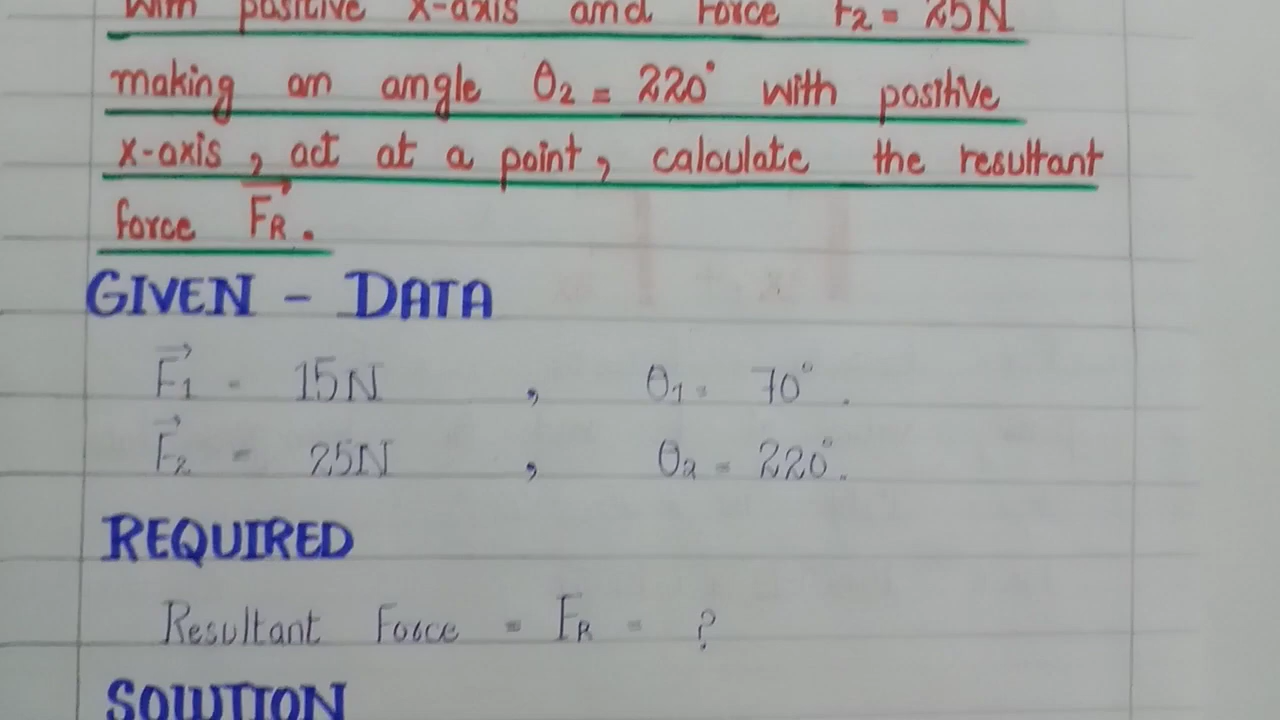 with positive x-axis and force F₂ = 25N
making an angle θ₂ = 220° with positive
x-axis, act at a point, calculate the resultant
force F⃗R.
GIVEN - DATA
F⃗₁ = 15N , θ₁ = 70°.
F⃗₂ = 25N , θ₂ = 220°.
REQUIRED
Resultant Force = FR = ?
SOLUTION